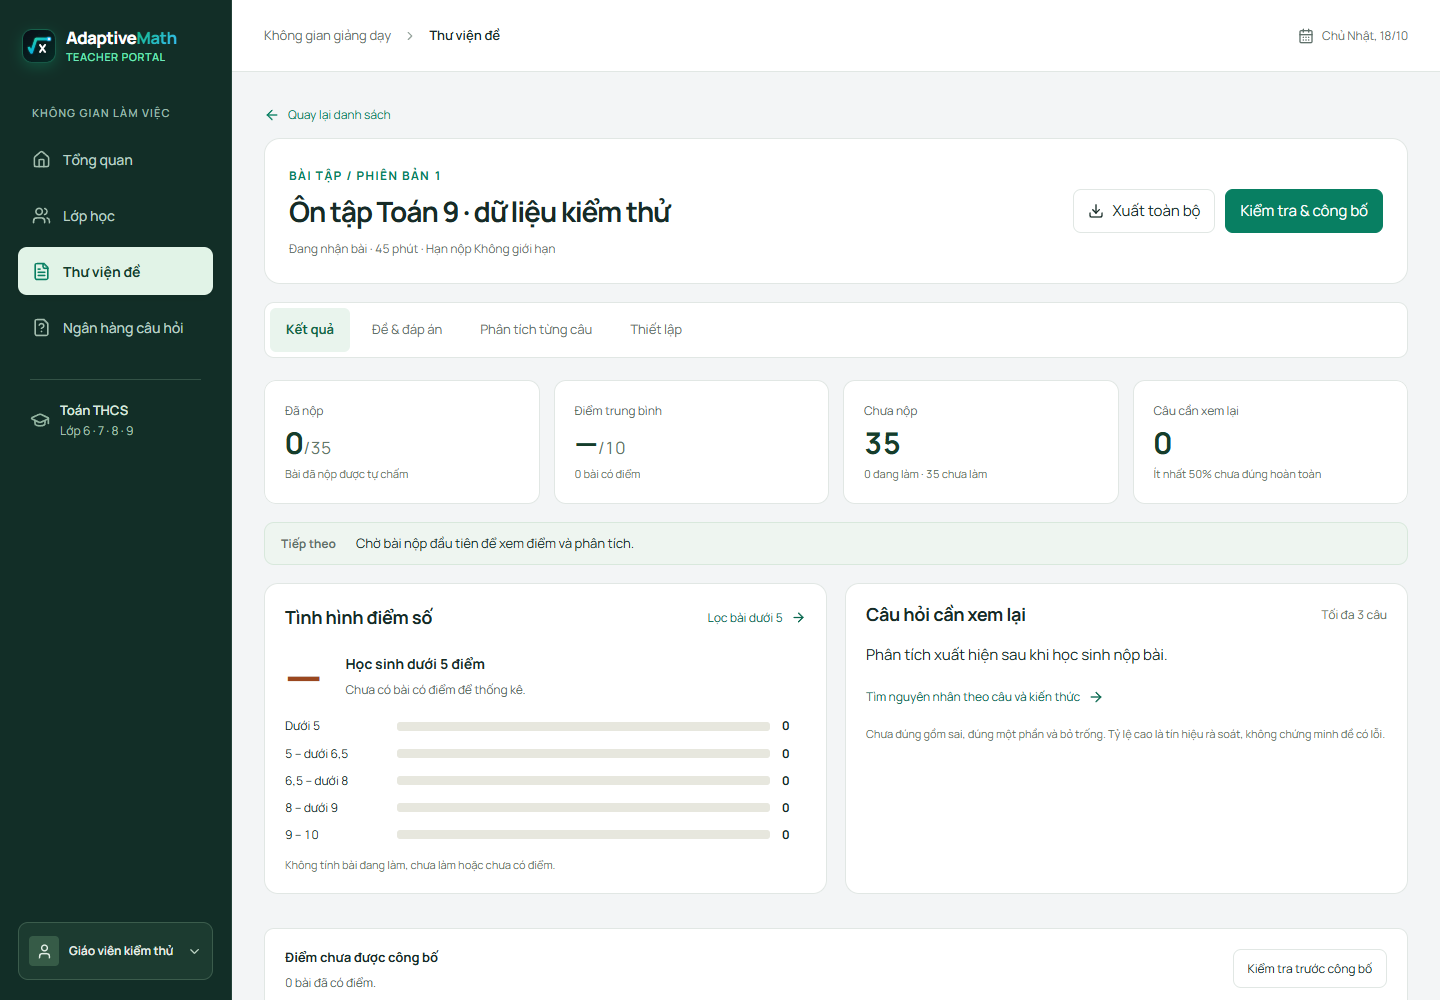 AdaptiveMath
TEACHER PORTAL
KHÔNG GIAN LÀM VIỆC
Tổng quan
Lớp học
Thư viện đề
Ngân hàng câu hỏi
Toán THCS
Lớp 6 · 7 · 8 · 9
Giáo viên kiểm thử
Không gian giảng dạy
Thư viện đề
Chủ Nhật, 18/10
Quay lại danh sách
BÀI TẬP / PHIÊN BẢN 1
Ôn tập Toán 9 · dữ liệu kiểm thử
Đang nhận bài · 45 phút · Hạn nộp Không giới hạn
Xuất toàn bộ
Kiểm tra & công bố
Kết quả
Đề & đáp án
Phân tích từng câu
Thiết lập
Đã nộp
0/35
Bài đã nộp được tự chấm
Điểm trung bình
—/10
0 bài có điểm
Chưa nộp
35
0 đang làm · 35 chưa làm
Câu cần xem lại
0
Ít nhất 50% chưa đúng hoàn toàn
Tiếp theo
Chờ bài nộp đầu tiên để xem điểm và phân tích.
Tình hình điểm số
Lọc bài dưới 5
—
Học sinh dưới 5 điểm
Chưa có bài có điểm để thống kê.
Dưới 5 0
5 – dưới 6,5 0
6,5 – dưới 8 0
8 – dưới 9 0
9 – 10 0
Không tính bài đang làm, chưa làm hoặc chưa có điểm.
Câu hỏi cần xem lại
Tối đa 3 câu
Phân tích xuất hiện sau khi học sinh nộp bài.
Tìm nguyên nhân theo câu và kiến thức
Chưa đúng gồm sai, đúng một phần và bỏ trống. Tỷ lệ cao là tín hiệu rà soát, không chứng minh đề có lỗi.
Điểm chưa được công bố
0 bài đã có điểm.
Kiểm tra trước công bố